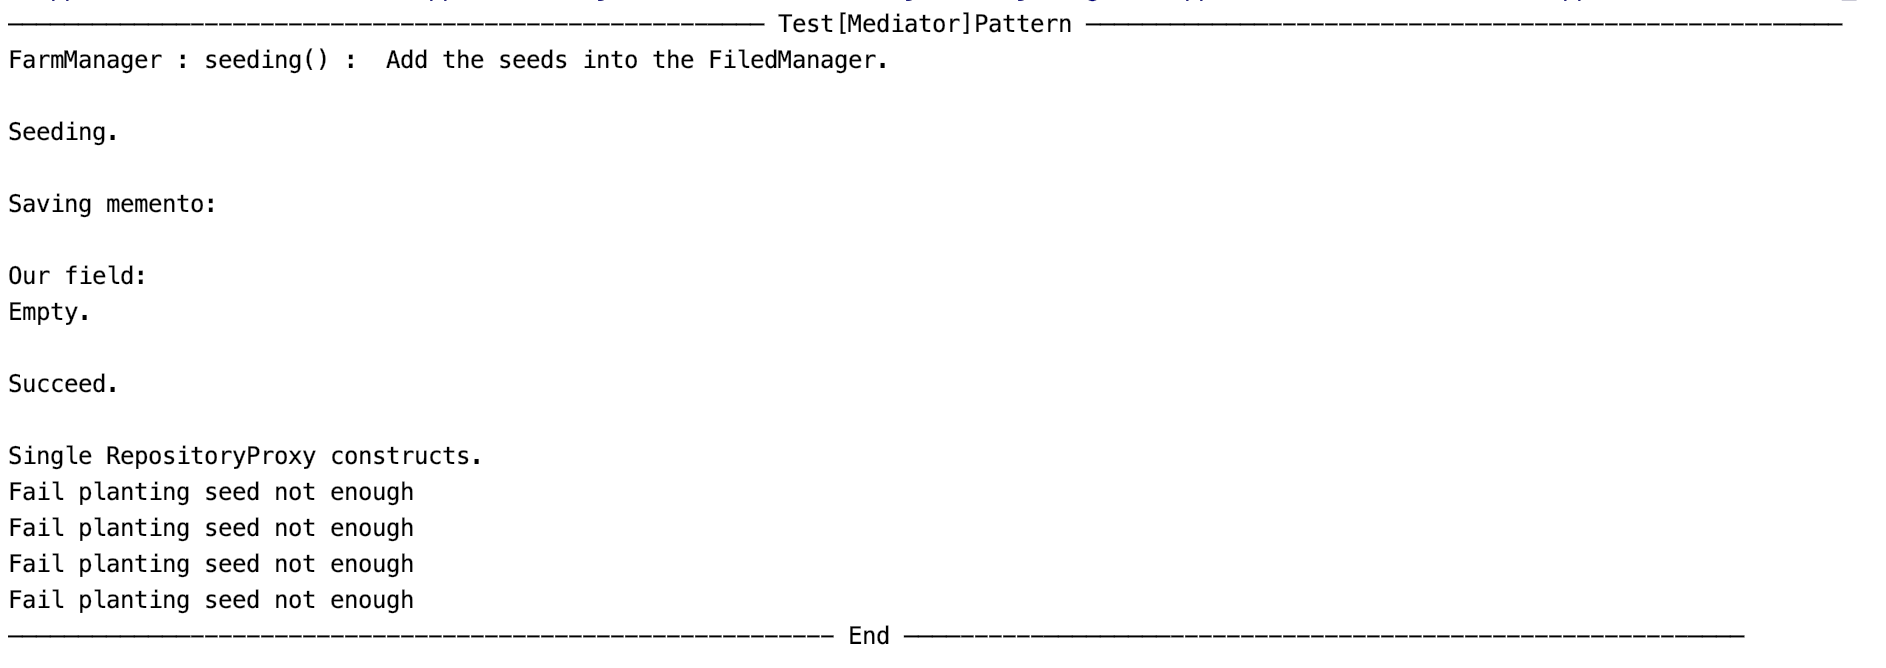 ———————————————————————————— Test[Mediator]Pattern ————————————————————————————
FarmManager : seeding() :  Add the seeds into the FiledManager.
Seeding.
Saving memento:
Our field:
Empty.
Succeed.
Single RepositoryProxy constructs.
Fail planting seed not enough
Fail planting seed not enough
Fail planting seed not enough
Fail planting seed not enough
———————————————————————————— End ————————————————————————————